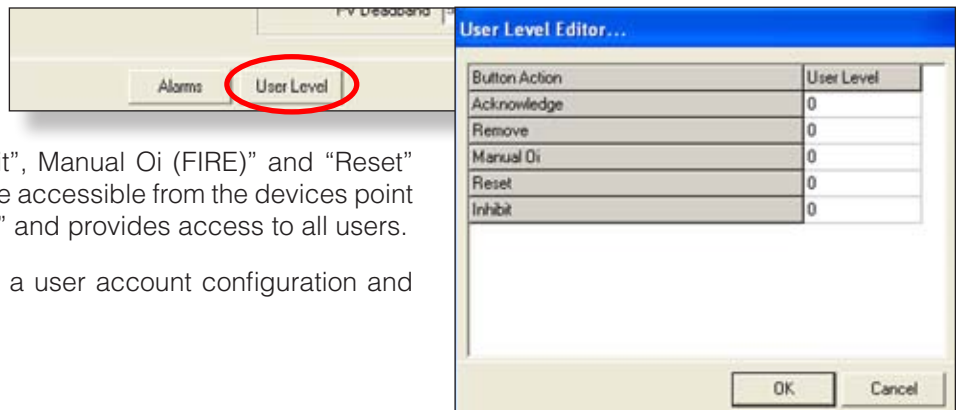 PV Deadband
Alarms User Level
it”, Manual Oi (FIRE)” and “Reset”
e accessible from the devices point
” and provides access to all users.
a user account configuration and
User Level Editor...
Button Action User Level
Acknowledge 0
Remove 0
Manual Oi 0
Reset 0
Inhibit 0
OK Cancel